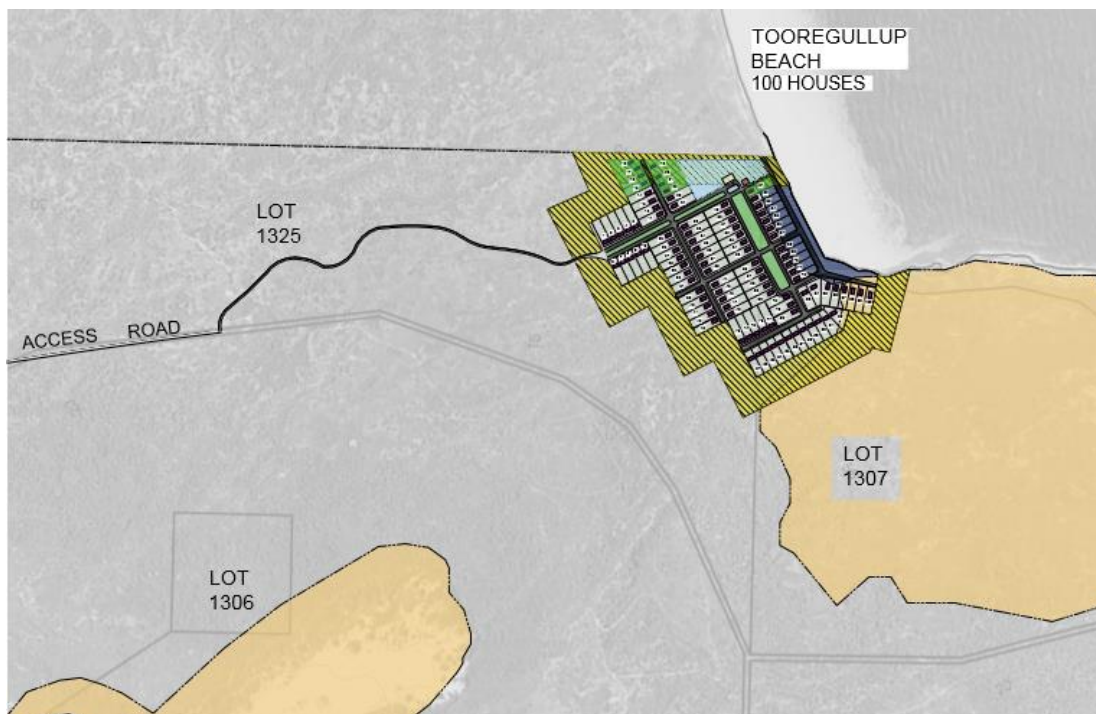 TOOREGULLUP
BEACH
100 HOUSES
LOT
1325
ACCESS ROAD
LOT
1307
LOT
1306